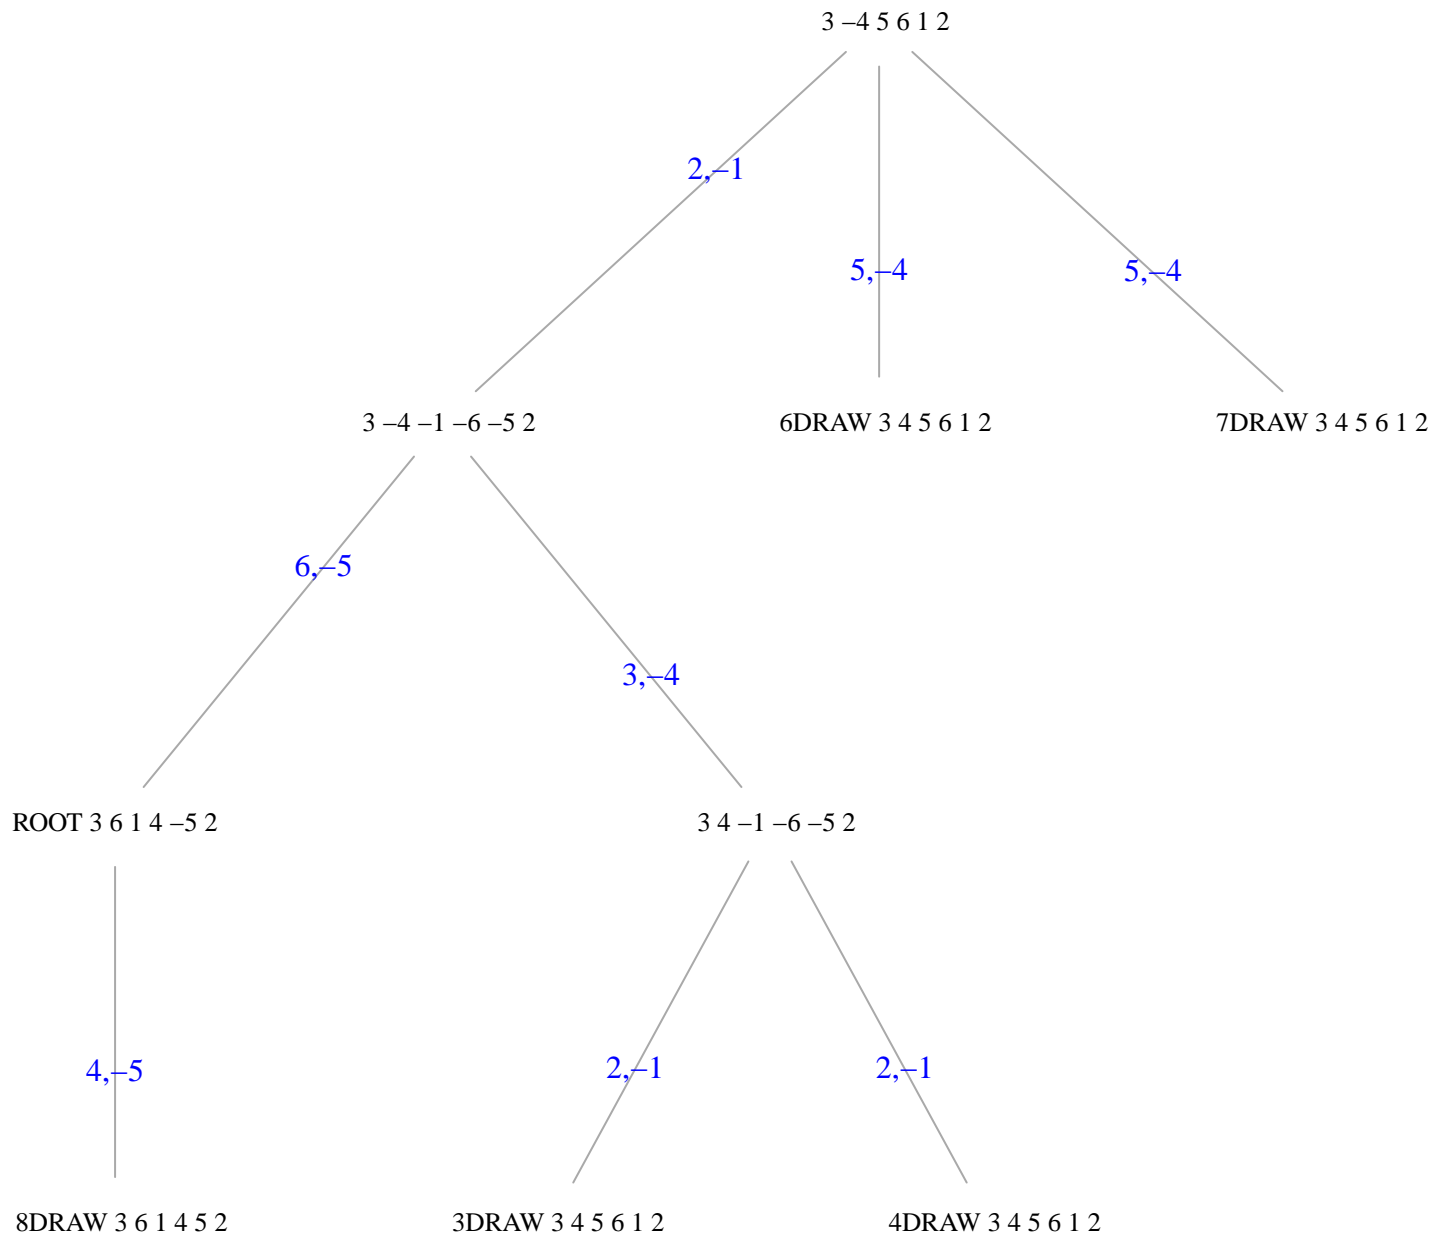 3 –4 5 6 1 2
2,–1
5,–4
5,–4
3 –4 –1 –6 –5 2
6DRAW 3 4 5 6 1 2
7DRAW 3 4 5 6 1 2
6,–5
3,–4
ROOT 3 6 1 4 –5 2
3 4 –1 –6 –5 2
4,–5
2,–1
2,–1
8DRAW 3 6 1 4 5 2
3DRAW 3 4 5 6 1 2
4DRAW 3 4 5 6 1 2